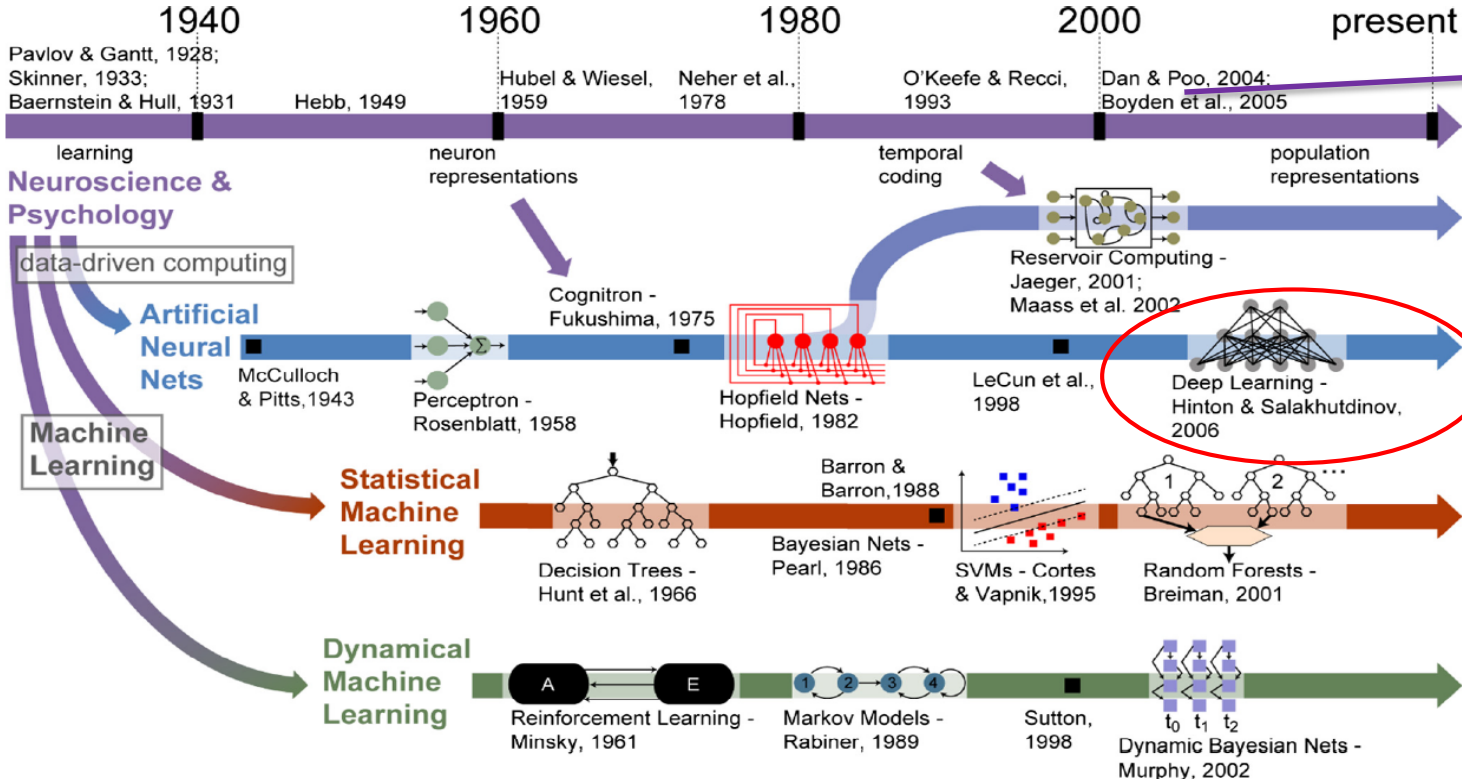 1940 1960 1980 2000 present
Pavlov & Gantt, 1928;
Skinner, 1933;
Baernstein & Hull, 1931
Hebb, 1949
Hubel & Wiesel,
1959
Neher et al.,
1978
O'Keefe & Recci,
1993
Dan & Poo, 2004;
Boyden et al., 2005
learning
neuron
representations
temporal
coding
population
representations
Neuroscience &
Psychology
data-driven computing
Reservoir Computing -
Jaeger, 2001;
Maass et al. 2002
Artificial
Neural
Nets
McCulloch
& Pitts,1943
Σ
Perceptron -
Rosenblatt, 1958
Cognitron -
Fukushima, 1975
Hopfield Nets -
Hopfield, 1982
LeCun et al.,
1998
Deep Learning -
Hinton & Salakhutdinov,
2006
Machine
Learning
Statistical
Machine
Learning
Decision Trees -
Hunt et al., 1966
Barron &
Barron,1988
Bayesian Nets -
Pearl, 1986
SVMs - Cortes
& Vapnik,1995
1 2 ...
Random Forests -
Breiman, 2001
Dynamical
Machine
Learning
A E
Reinforcement Learning -
Minsky, 1961
1 2 3 4
Markov Models -
Rabiner, 1989
Sutton,
1998
t0 t1 t2
Dynamic Bayesian Nets -
Murphy, 2002